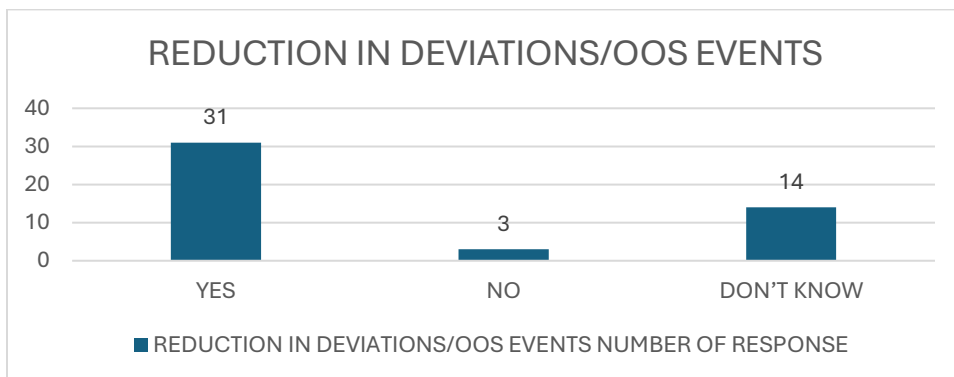 REDUCTION IN DEVIATIONS/OOS EVENTS
40
30
20
10
0
31
3
14
YES NO DON’T KNOW
REDUCTION IN DEVIATIONS/OOS EVENTS NUMBER OF RESPONSE